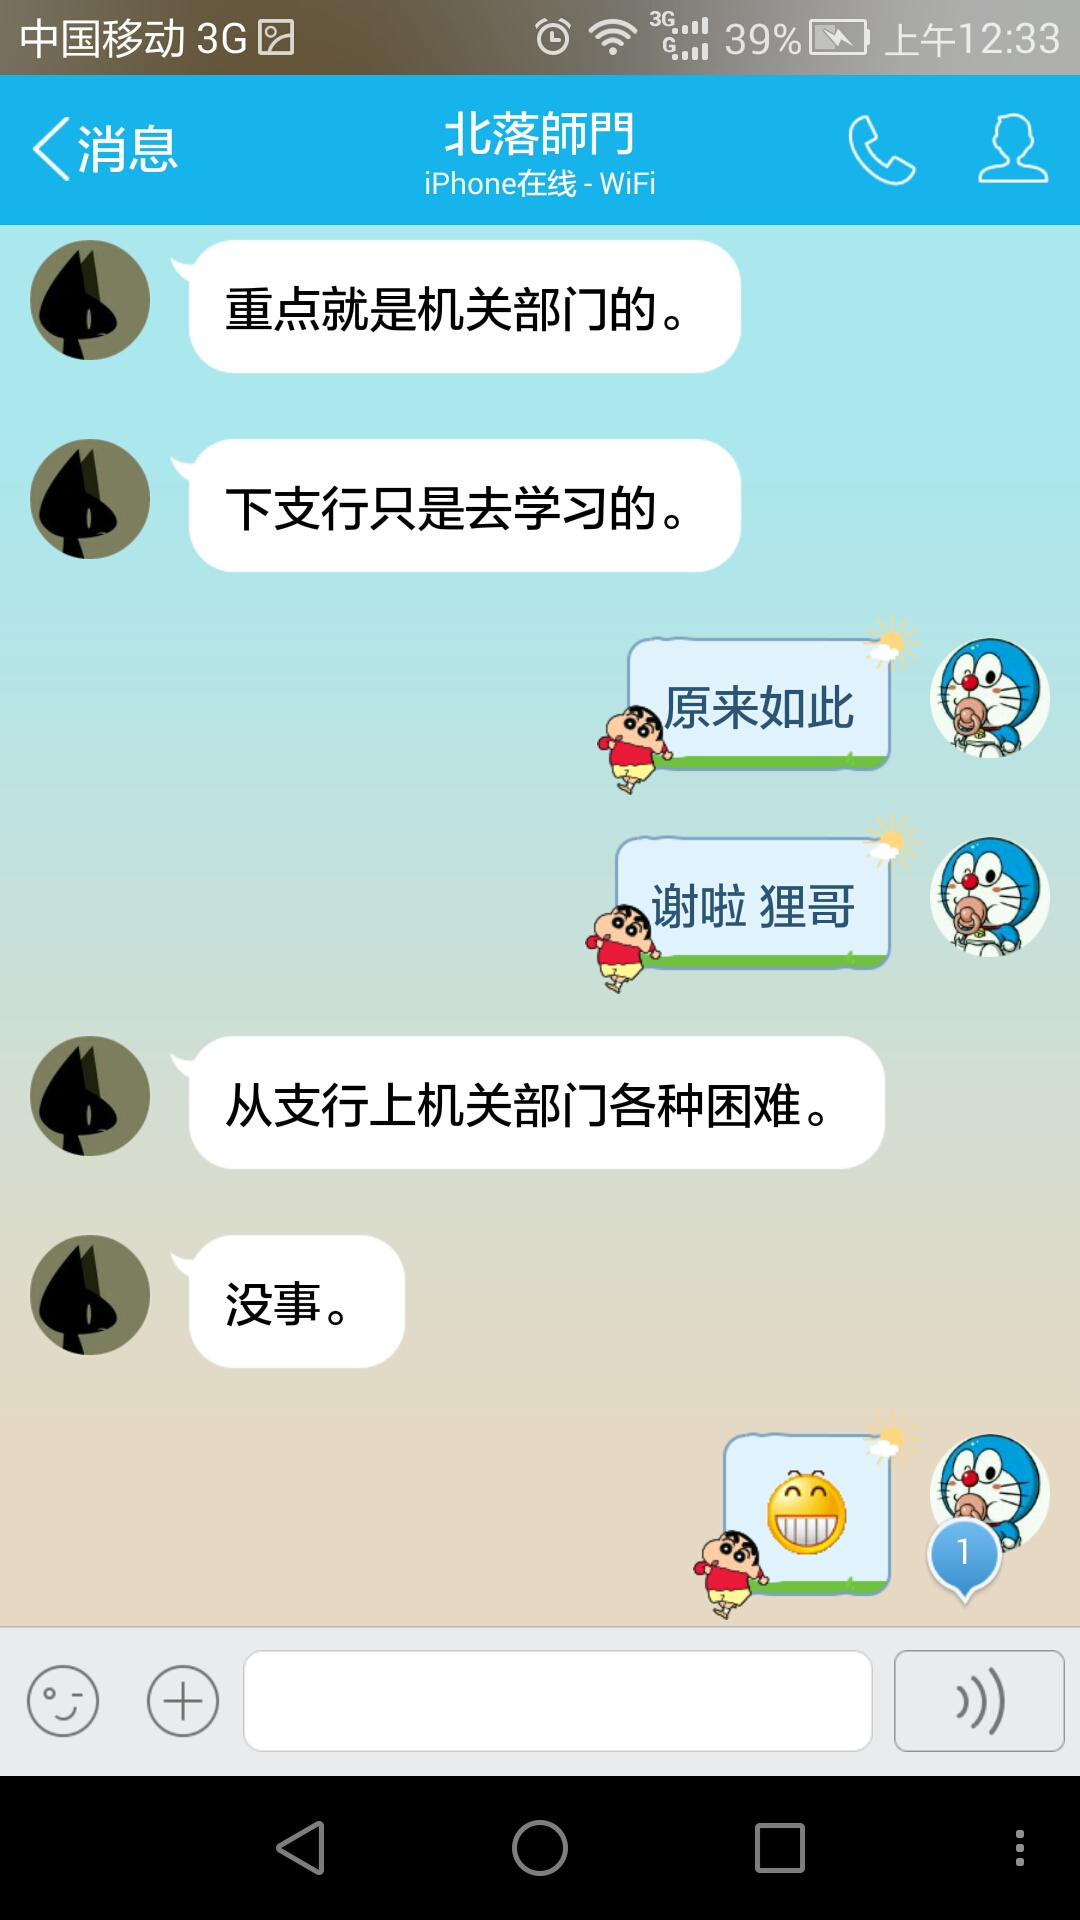 中国移动 3G
3G
G
39%
上午12:33
消息
北落師門
iPhone在线 - WiFi
重点就是机关部门的。
下支行只是去学习的。
原来如此
谢啦 狸哥
从支行上机关部门各种困难。
没事。
1